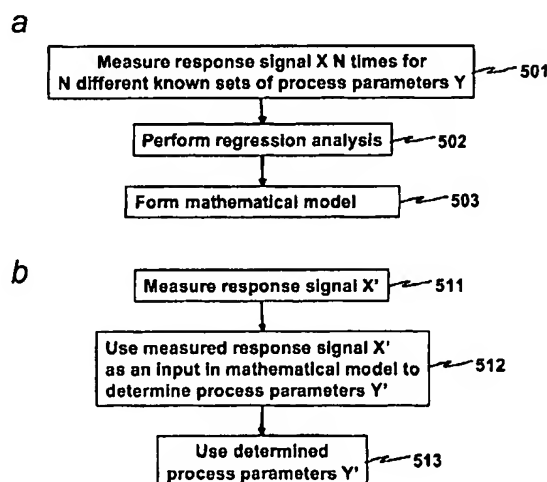 a
Measure response signal X N times for
N different known sets of process parameters Y
501
Perform regression analysis
502
Form mathematical model
503
b
Measure response signal X'
511
Use measured response signal X'
as an input in mathematical model to
determine process parameters Y'
512
Use determined
process parameters Y'
513